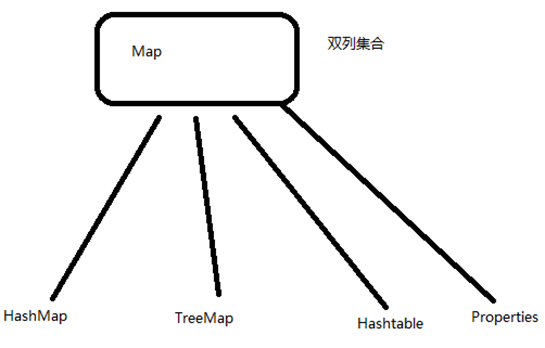 Map
双列集合
HashMap
TreeMap
Hashtable
Properties